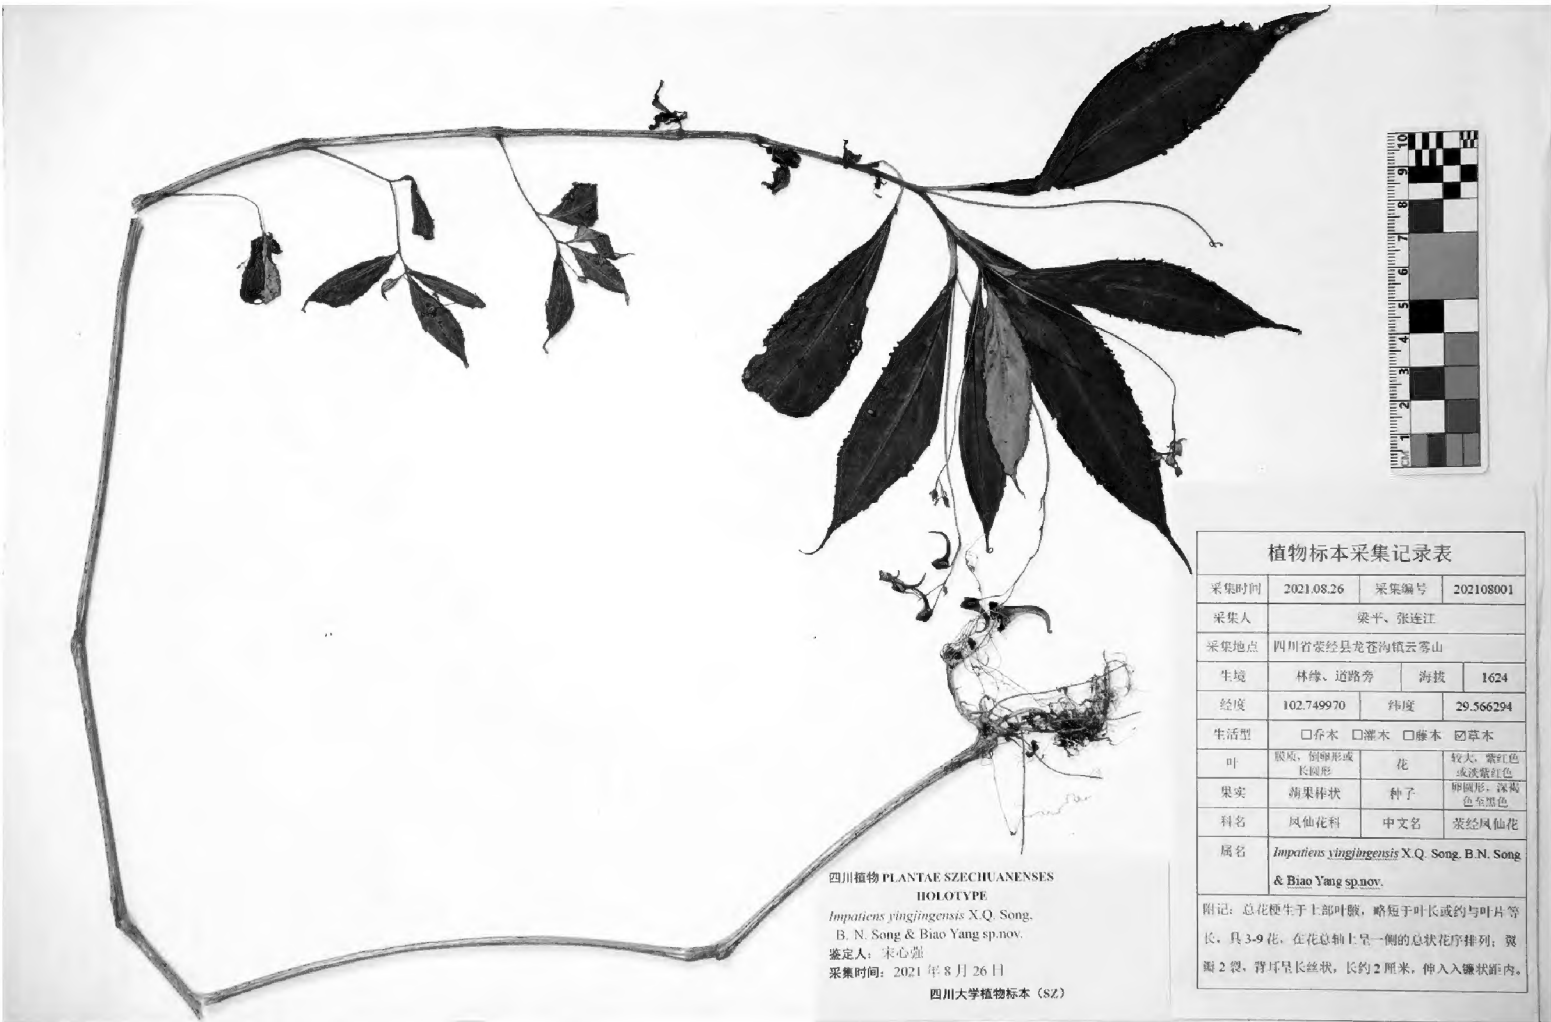 10
9
8
7
6
5
4
3
2
1
CM
植物标本采集记录表
采集时间 2021.08.26 采集编号 202108001
采集人 梁平、张连江
采集地点 四川省荥经县龙苍沟镇云雾山
生境 林缘、道路旁 海拔 1624
经度 102.749970 纬度 29.566294
生活型 □乔木 □灌木 □藤本 ☑草本
叶 膜质，倒卵形或 花 较大，紫红色
长圆形 或淡紫红色
果实 蒴果棒状 种子 卵圆形，深褐
色至黑色
科名 凤仙花科 中文名 荥经凤仙花
属名 Impatiens yingjingensis X.Q. Song, B.N. Song
& Biao Yang sp.nov.
附记：总花梗生于上部叶腋，略短于叶长或约与叶片等
长，具3-9花，在花总轴上呈一侧的总状花序排列；翼
瓣2裂，背耳呈长丝状，长约2厘米，伸入入镰状距内。
四川植物 PLANTAE SZECHUANENSES
HOLOTYPE
Impatiens yingjingensis X.Q. Song,
B. N. Song & Biao Yang sp.nov.
鉴定人：宋心强
采集时间：2021 年 8 月 26 日
四川大学植物标本（SZ）